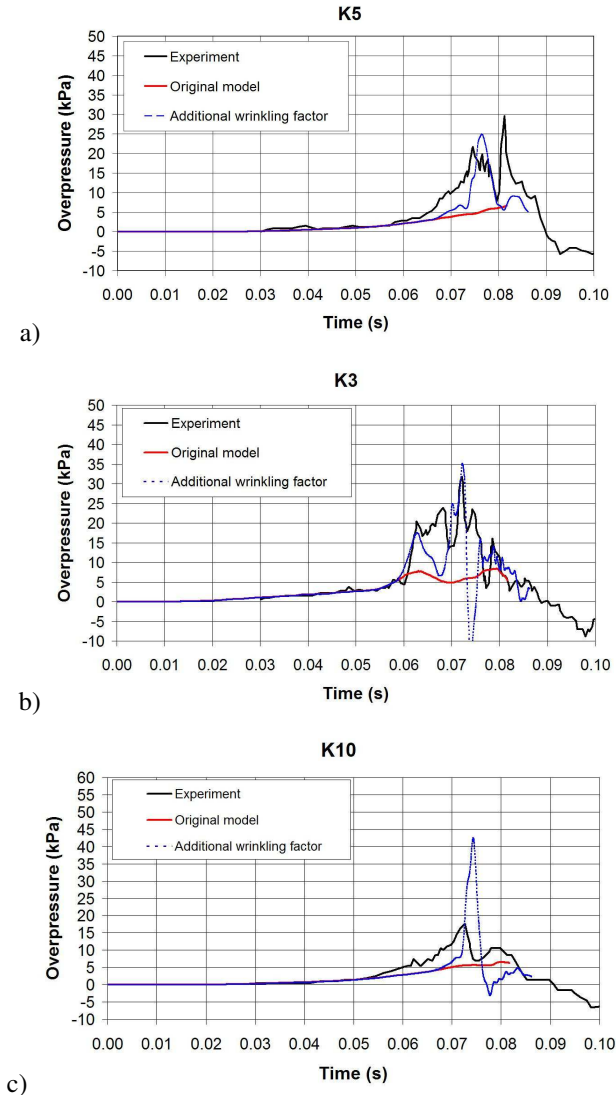 K5
50
45
40
35
30
25
20
15
10
5
0
-5
-10
Overpressure (kPa)
Experiment
Original model
Additional wrinkling factor
0.00 0.01 0.02 0.03 0.04 0.05 0.06 0.07 0.08 0.09 0.10
Time (s)
a)
K3
50
45
40
35
30
25
20
15
10
5
0
-5
-10
Overpressure (kPa)
Experiment
Original model
Additional wrinkling factor
0.00 0.01 0.02 0.03 0.04 0.05 0.06 0.07 0.08 0.09 0.10
Time (s)
b)
K10
60
55
50
45
40
35
30
25
20
15
10
5
0
-5
-10
Overpressure (kPa)
Experiment
Original model
Additional wrinkling factor
0.00 0.01 0.02 0.03 0.04 0.05 0.06 0.07 0.08 0.09 0.10
Time (s)
c)